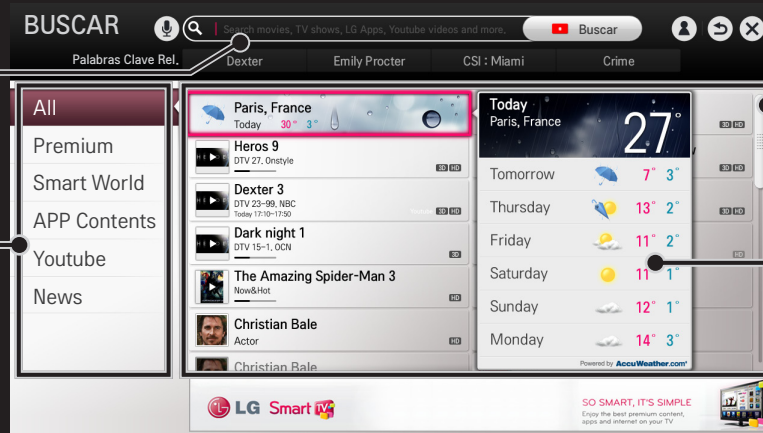 BUSCAR
Search movies, TV shows, LG Apps, Youtube videos and more.
Buscar
Palabras Clave Rel.
Dexter
Emily Procter
CSI : Miami
Crime
All
Premium
Smart World
APP Contents
Youtube
News
Paris, France
Today 30° 3°
Heros 9
DTV 27, Onstyle
3D HD
Dexter 3
DTV 23-99, NBC
Today 17:10~17:50
3D HD
Dark night 1
DTV 15-1, OCN
3D
The Amazing Spider-Man 3
Now&Hot
HD
Christian Bale
Actor
HD
Christian Bale
Today
Paris, France
27°
Tomorrow 7° 3°
Thursday 13° 2°
Friday 11° 2°
Saturday 11° 1°
Sunday 12° 1°
Monday 14° 3°
Powered by AccuWeather.com
3D HD
3D HD
3D HD
HD
LG Smart TV
SO SMART, IT'S SIMPLE
Enjoy the best premium content,
apps and internet on your TV